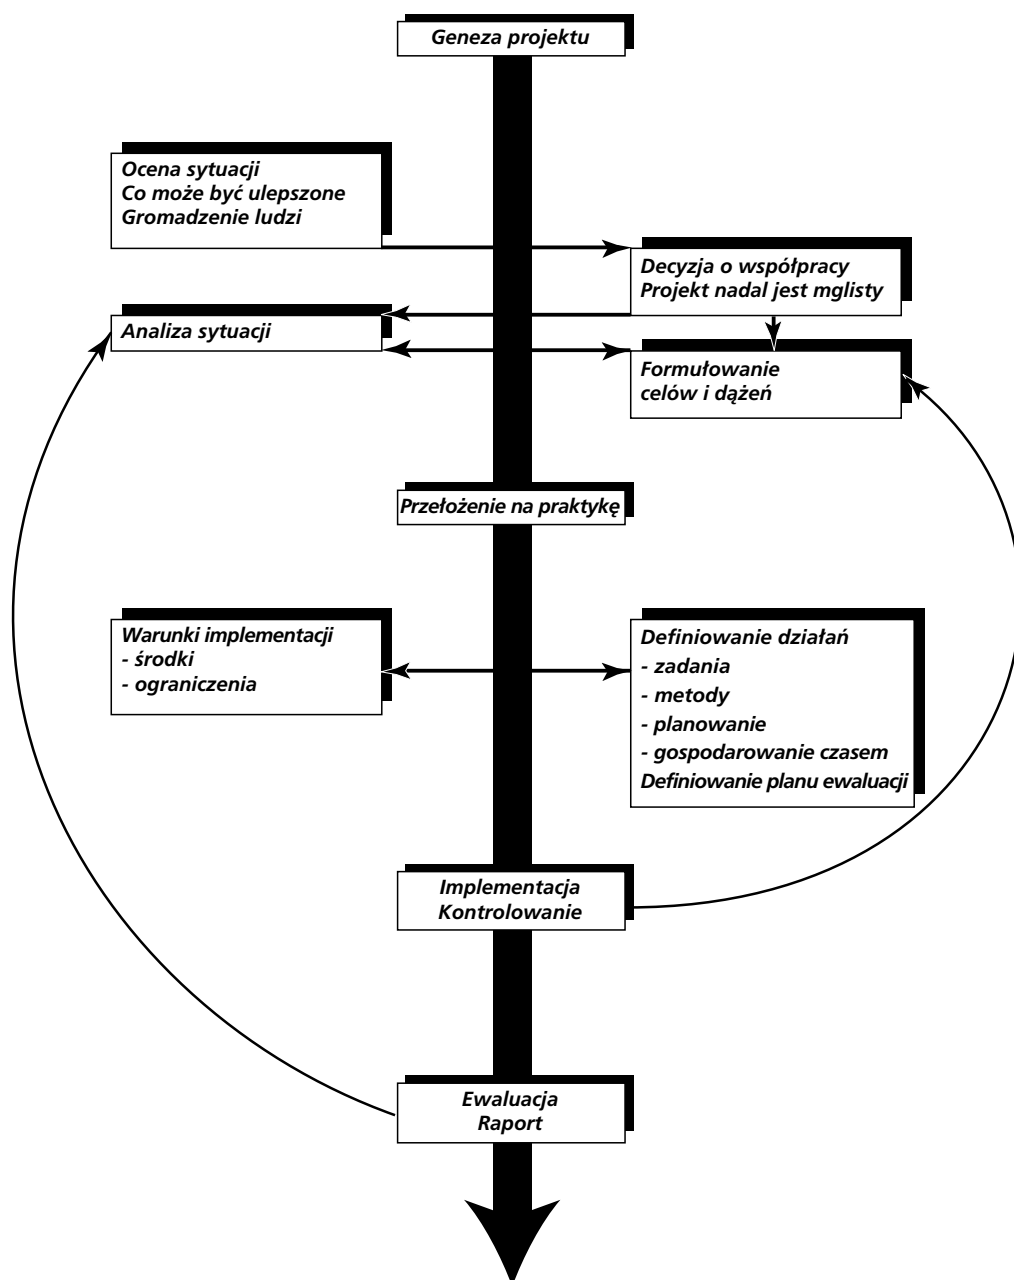 Geneza projektu
Ocena sytuacji
Co może być ulepszone
Gromadzenie ludzi
Decyzja o współpracy
Projekt nadal jest mglisty
Analiza sytuacji
Formułowanie
celów i dążeń
Przełożenie na praktykę
Warunki implementacji
- środki
- ograniczenia
Definiowanie działań
- zadania
- metody
- planowanie
- gospodarowanie czasem
Definiowanie planu ewaluacji
Implementacja
Kontrolowanie
Ewaluacja
Raport